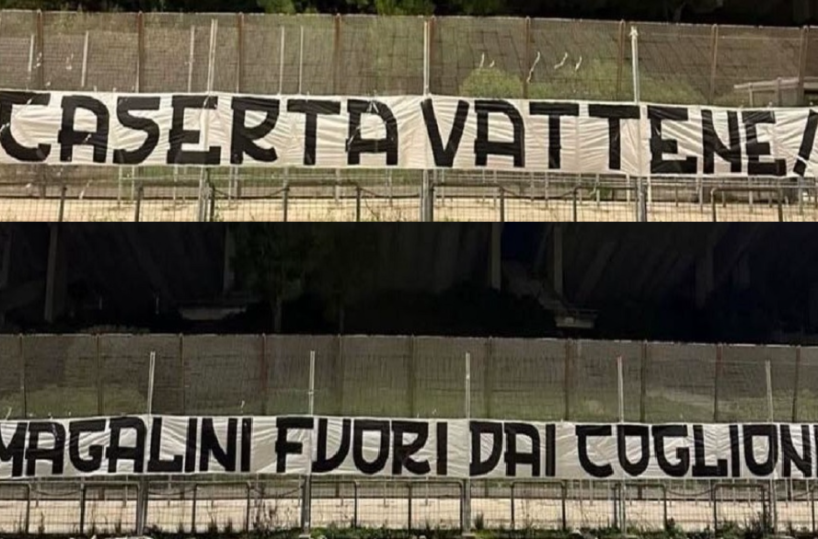 CASERTA VATTENE!
MAGALINI FUORI DAI COGLIONI